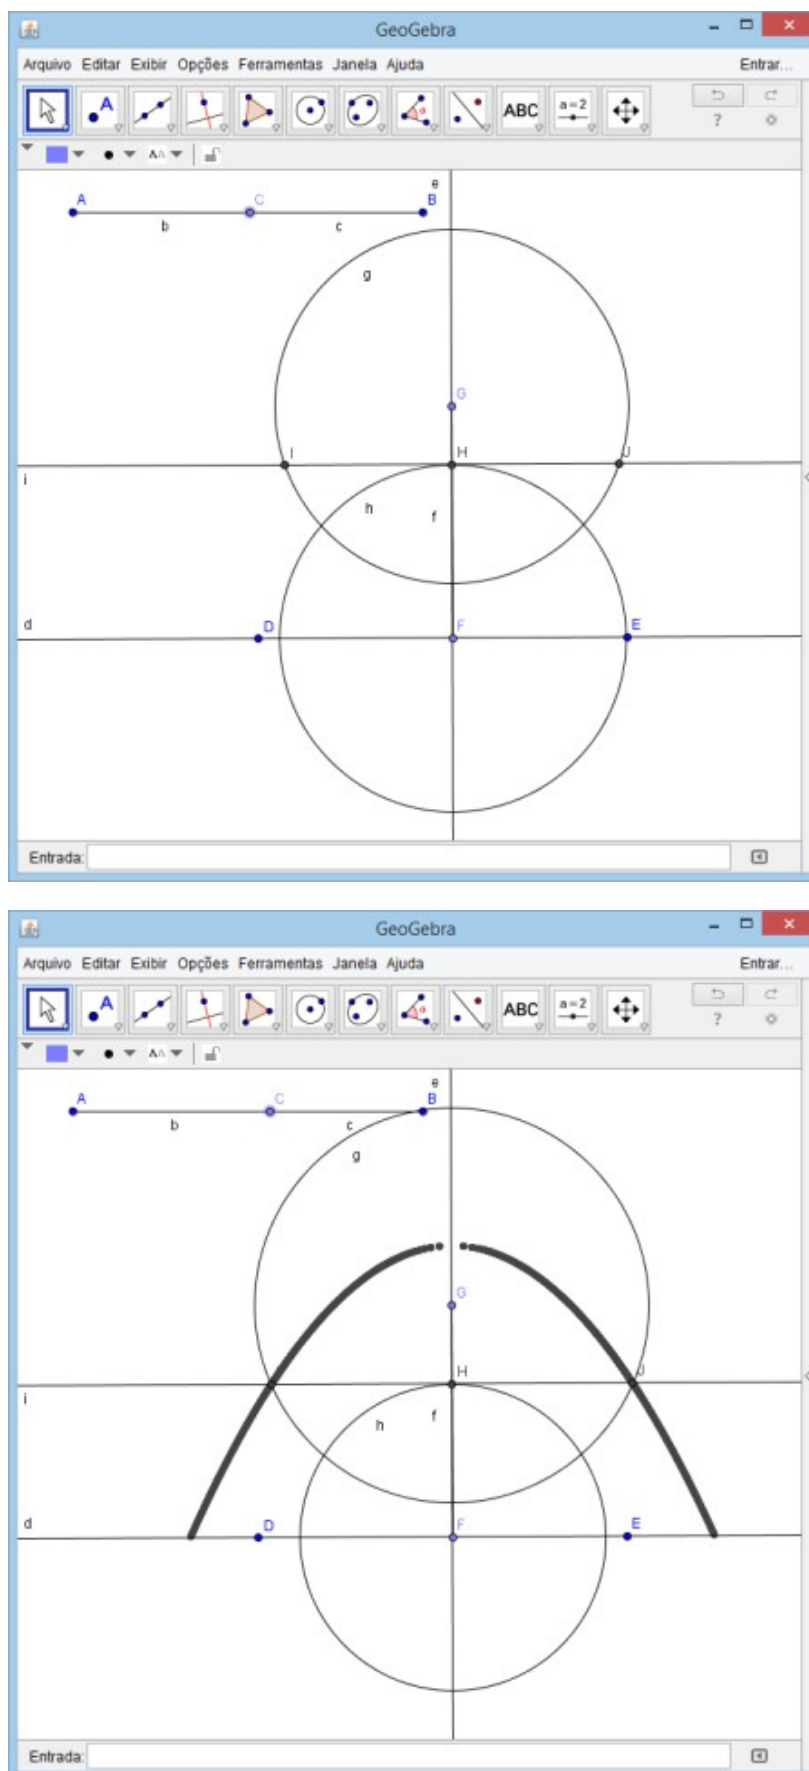 GeoGebra
Arquivo Editar Exibir Opções Ferramentas Janela Ajuda Entrar...
A ABC a=2
?
e
A C B
b c
g
G
I H J
i
h f
d
D F E
Entrada:
GeoGebra
Arquivo Editar Exibir Opções Ferramentas Janela Ajuda Entrar...
A ABC a=2
?
e
A C B
b c
g
G
H J
i
h f
d
D F E
Entrada: